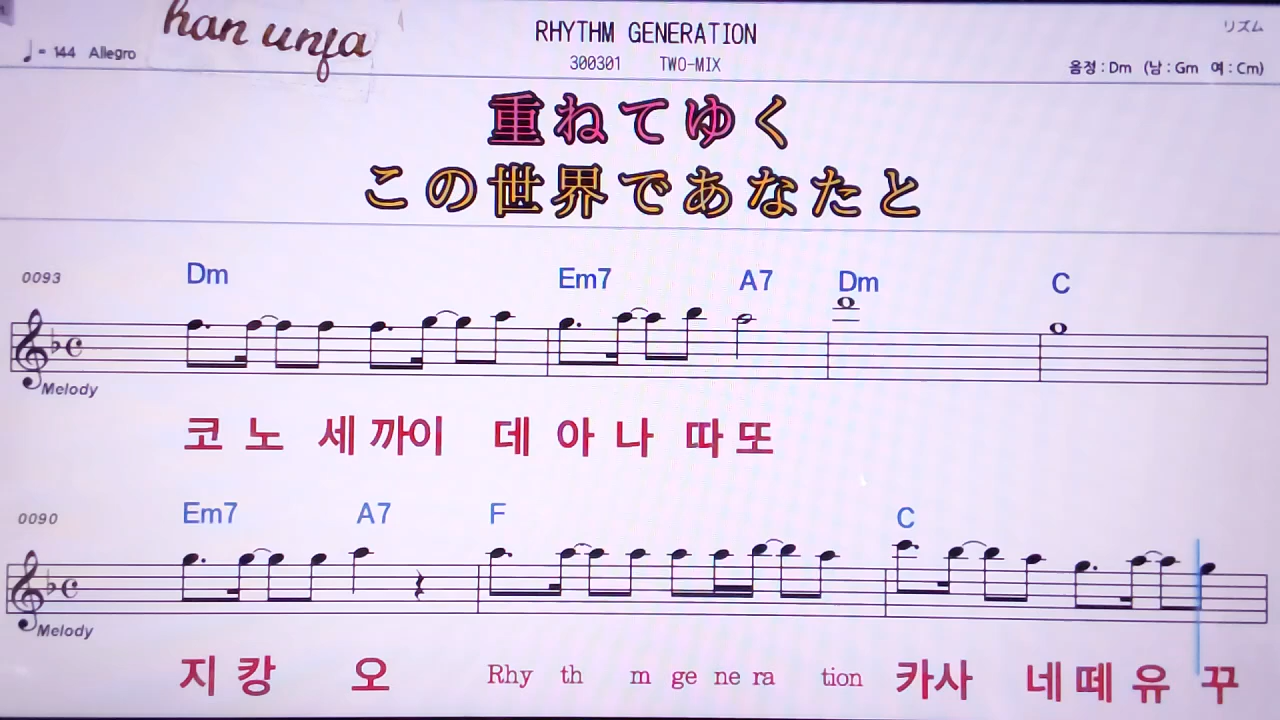 han unja
RHYTHM GENERATION
リズム
♩= 144 Allegro
300301 TWO-MIX
음정 : Dm (남 : Gm 여 : Cm)
重ねてゆく
この世界であなたと
0093 Dm Em7 A7 Dm C
Melody
코 노 세 까이 데 아 나 따 또
0090 Em7 A7 F C
Melody
지 캉 오 Rhy th m ge ne ra tion 카사 네 떼 유 꾸